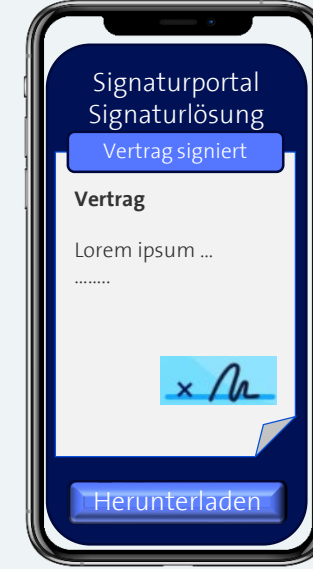 Signaturportal
Signaturlösung
Vertrag signiert
Vertrag
Lorem ipsum ...
........
×
Herunterladen